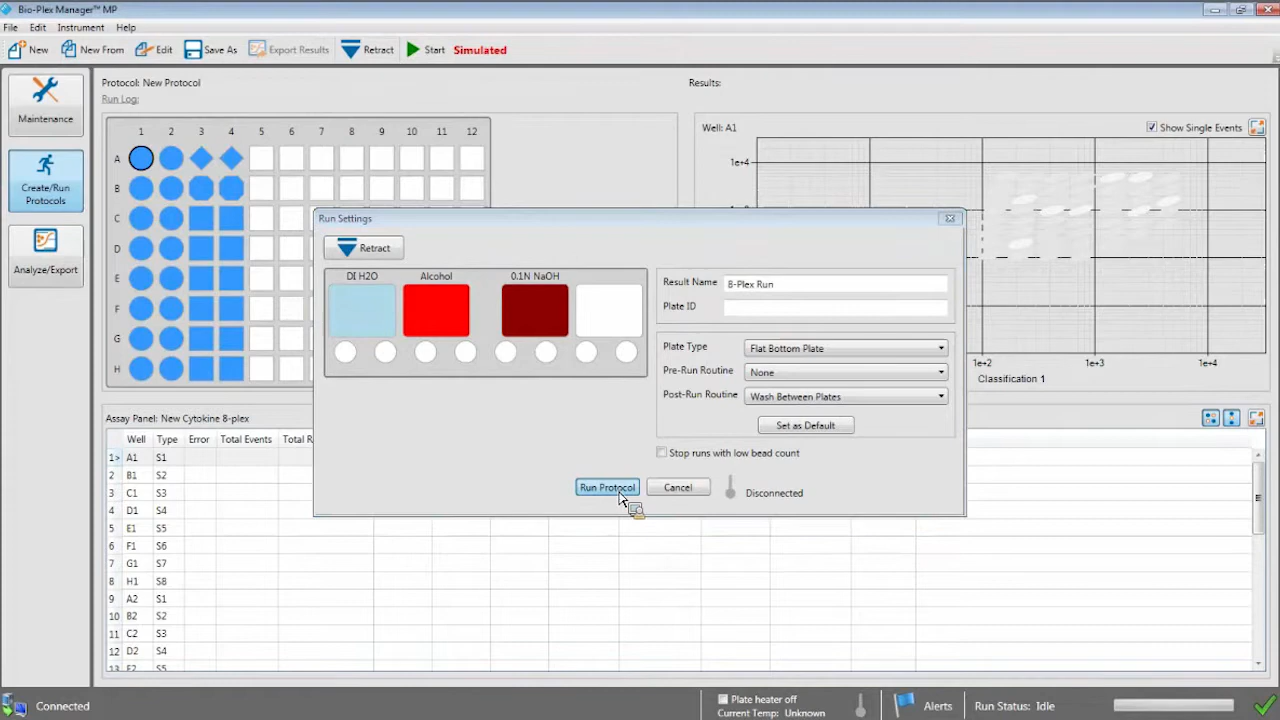 Bio-Plex Manager™ MP
File Edit Instrument Help
New New From Edit Save As Export Results Retract Start Simulated
Maintenance
Create/Run
Protocols
Analyze/Export
Protocol: New Protocol
Run Log:
1 2 3 4 5 6 7 8 9 10 11 12
A
B
C
D
E
F
G
H
Results:
Well: A1
Show Single Events
1e+4
1e+2 1e+3 1e+4
Classification 1
Run Settings
Retract
DI H2O Alcohol 0.1N NaOH
Result Name 8-Plex Run
Plate ID
Plate Type Flat Bottom Plate
Pre-Run Routine None
Post-Run Routine Wash Between Plates
Set as Default
Stop runs with low bead count
Run Protocol Cancel Disconnected
Assay Panel: New Cytokine 8-plex
Well Type Error Total Events
1> A1 S1
2 B1 S2
3 C1 S3
4 D1 S4
5 E1 S5
6 F1 S6
7 G1 S7
8 H1 S8
9 A2 S1
10 B2 S2
11 C2 S3
12 D2 S4
13 E2 S5
Connected
Plate heater off
Current Temp: Unknown
Alerts
Run Status: Idle